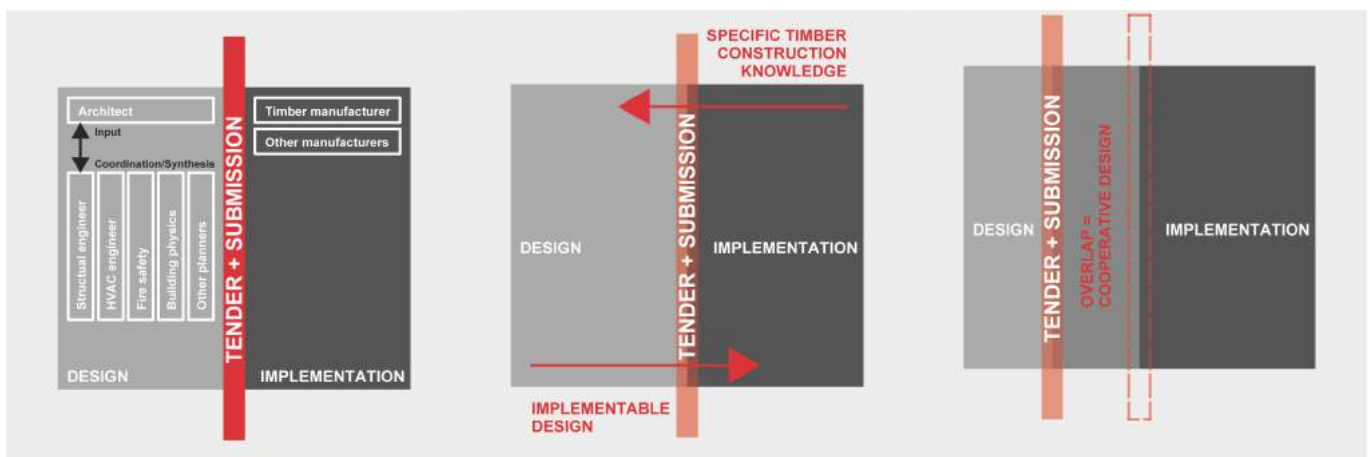 Architect
Input
Coordination/Synthesis
Structual engineer
HVAC engineer
Fire safety
Building physics
Other planners
DESIGN
TENDER + SUBMISSION
Timber manufacturer
Other manufacturers
IMPLEMENTATION
SPECIFIC TIMBER
CONSTRUCTION
KNOWLEDGE
DESIGN
TENDER + SUBMISSION
IMPLEMENTATION
IMPLEMENTABLE
DESIGN
DESIGN
TENDER + SUBMISSION
OVERLAP =
COOPERATIVE DESIGN
IMPLEMENTATION